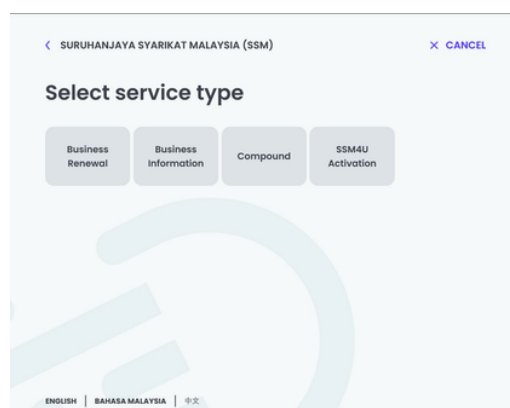 SURUHANJAYA SYARIKAT MALAYSIA (SSM)
CANCEL
Select service type
Business
Renewal
Business
Information
Compound
SSM4U
Activation
ENGLISH | BAHASA MALAYSIA | 中文